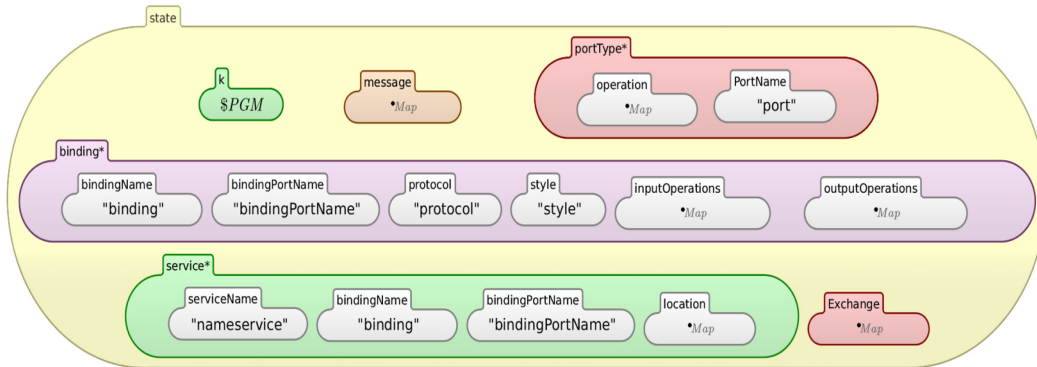 state
portType*
k
message
operation
PortName
$PGM
•Map
•Map
"port"
binding*
bindingName
bindingPortName
protocol
style
inputOperations
outputOperations
"binding"
"bindingPortName"
"protocol"
"style"
•Map
•Map
service*
serviceName
bindingName
bindingPortName
location
Exchange
"nameservice"
"binding"
"bindingPortName"
•Map
•Map